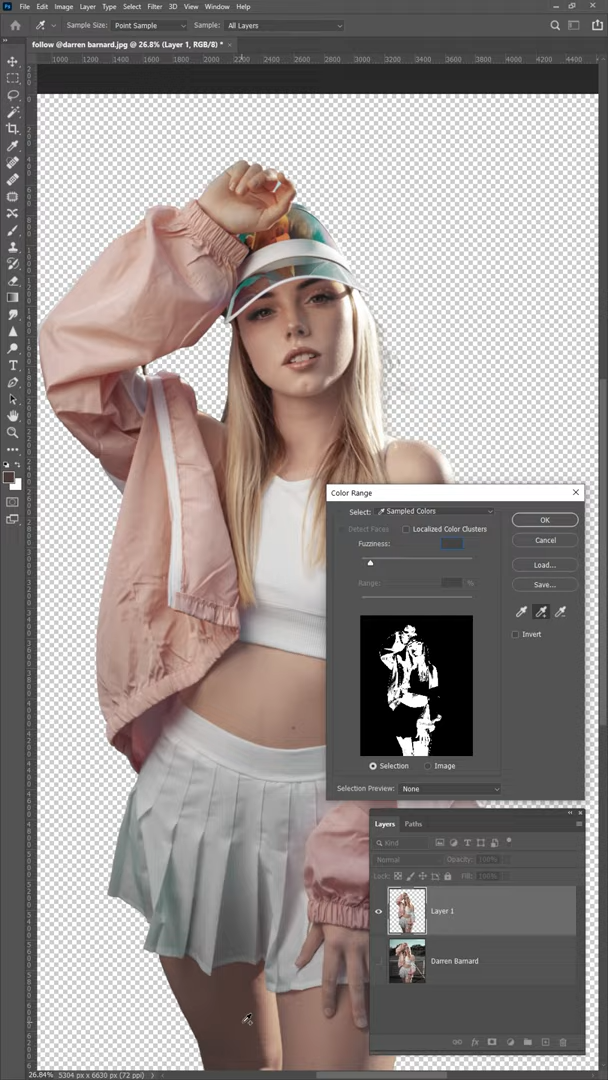 File Edit Image Layer Type Select Filter 3D View Window Help
Sample Size: Point Sample Sample: All Layers
follow @darren barnard.jpg @ 26.8% (Layer 1, RGB/8) * ×
1000 1200 1400 1600 1800 2000 2200 2400 2600 2800 3000 3200 3400 3600 3800 4000 4200 4400
Color Range
Select: Sampled Colors
Detect Faces Localized Color Clusters
Fuzziness:
Range: %
OK
Cancel
Load...
Save...
Invert
Selection Image
Selection Preview: None
Layers Paths
Kind
Normal Opacity: 100%
Lock: Fill: 100%
Layer 1
Darren Barnard
26.84% 5304 px x 6630 px (72 ppi)